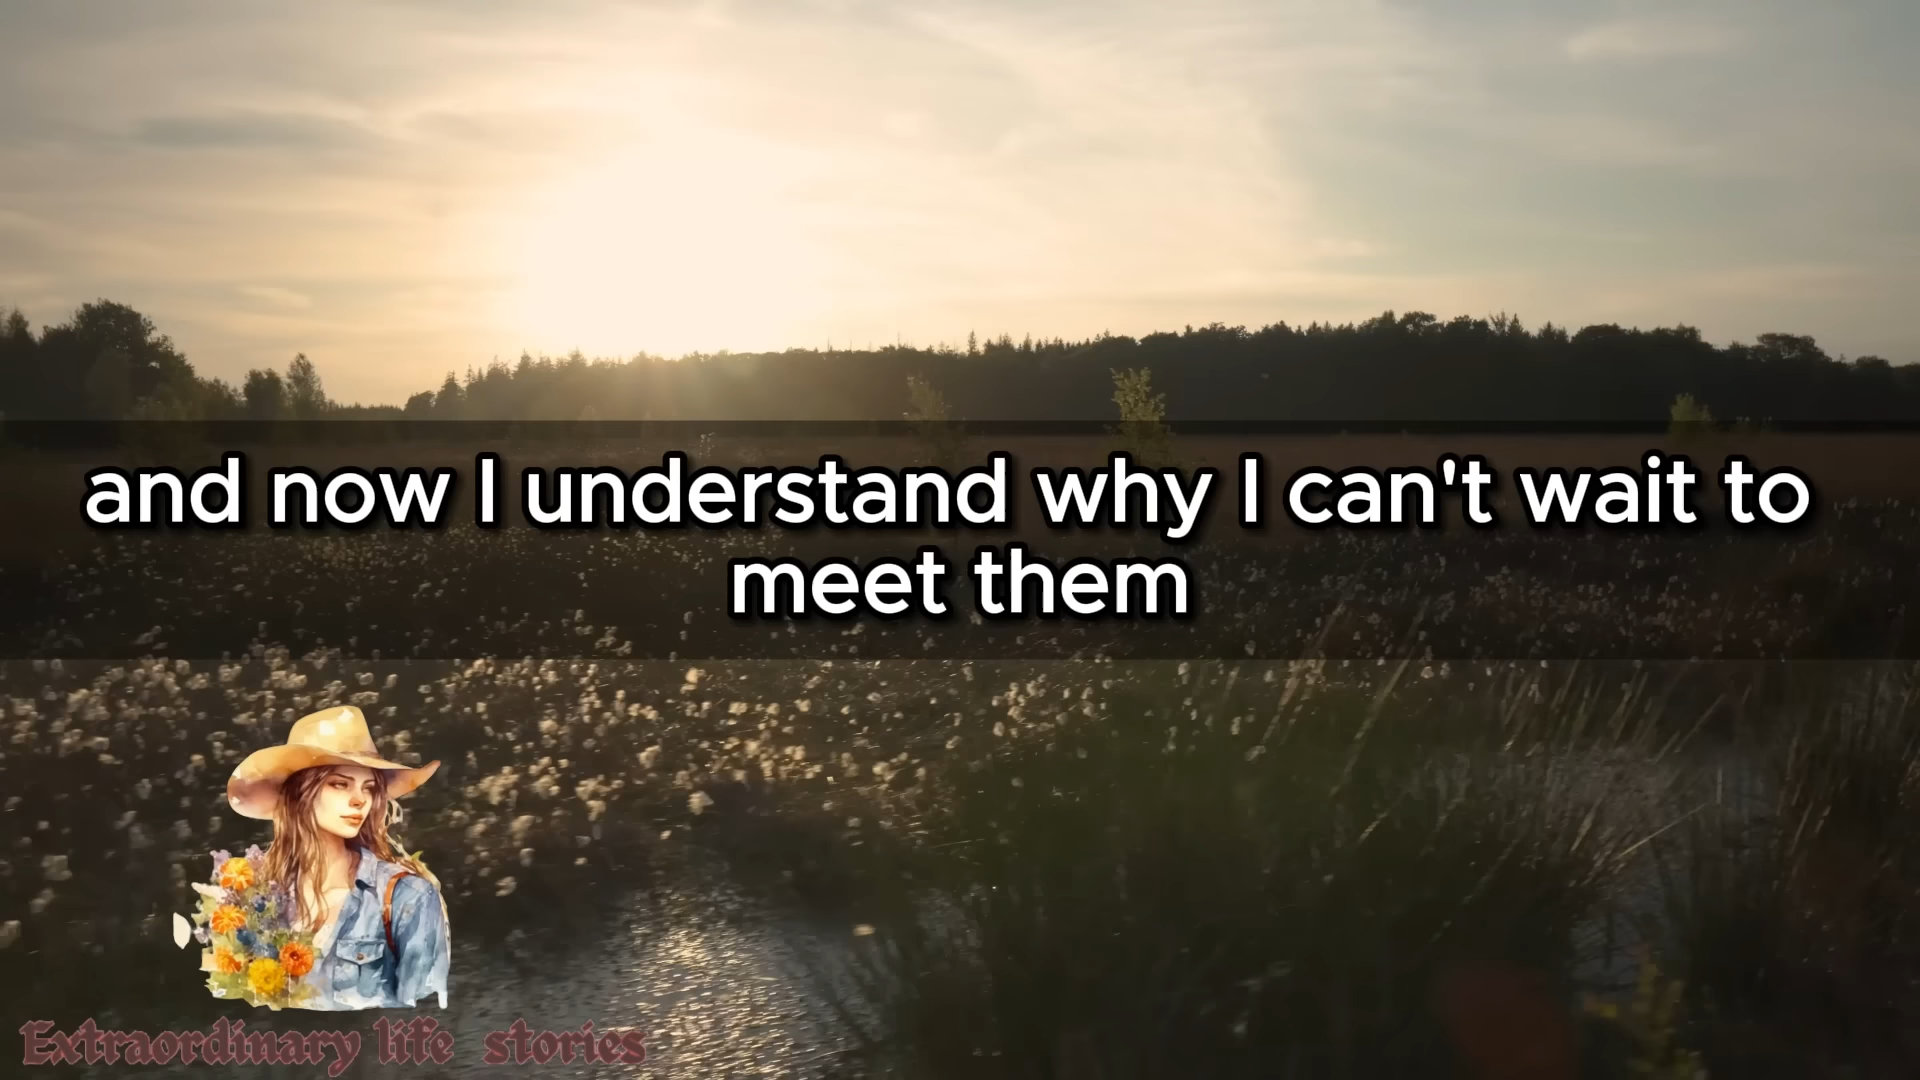 and now I understand why I can't wait to
meet them
Extraordinary life stories